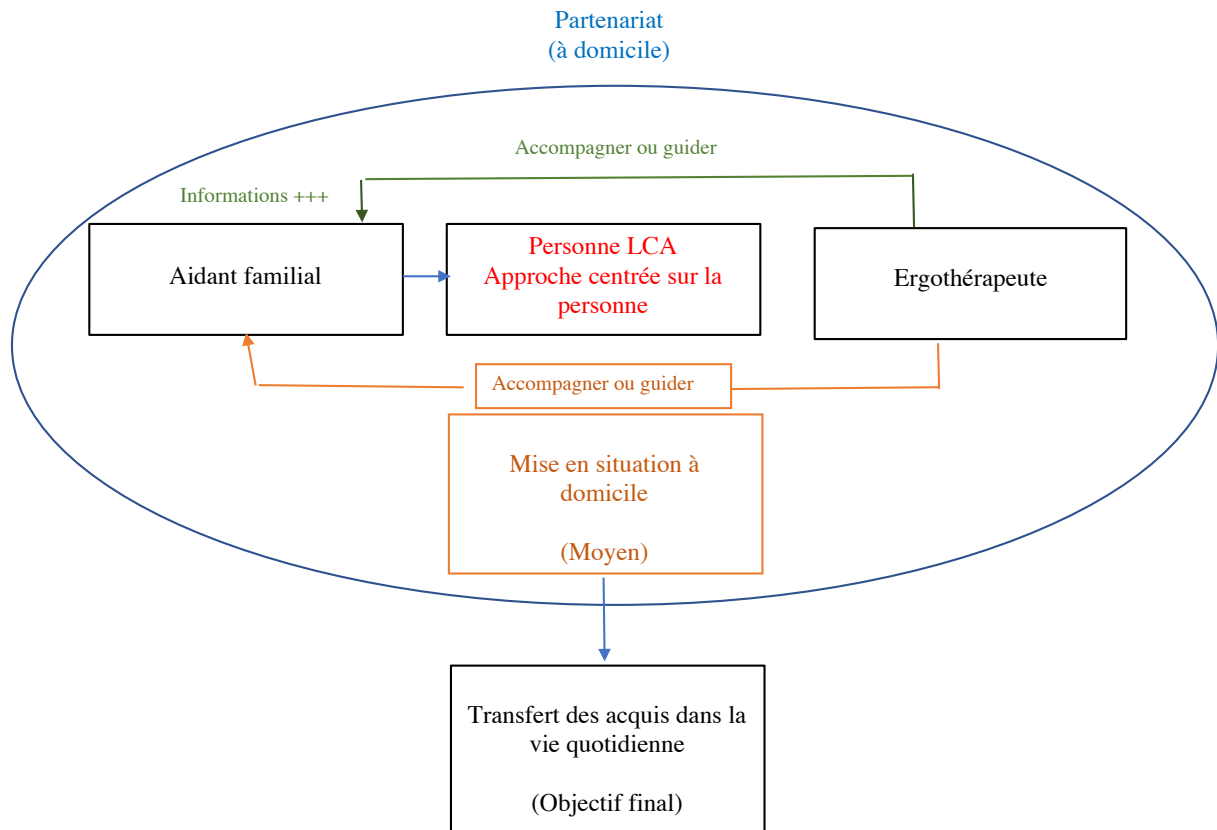 Partenariat
(à domicile)
Accompagner ou guider
Informations +++
Aidant familial
Personne LCA
Approche centrée sur la
personne
Ergothérapeute
Accompagner ou guider
Mise en situation à
domicile
(Moyen)
Transfert des acquis dans la
vie quotidienne
(Objectif final)